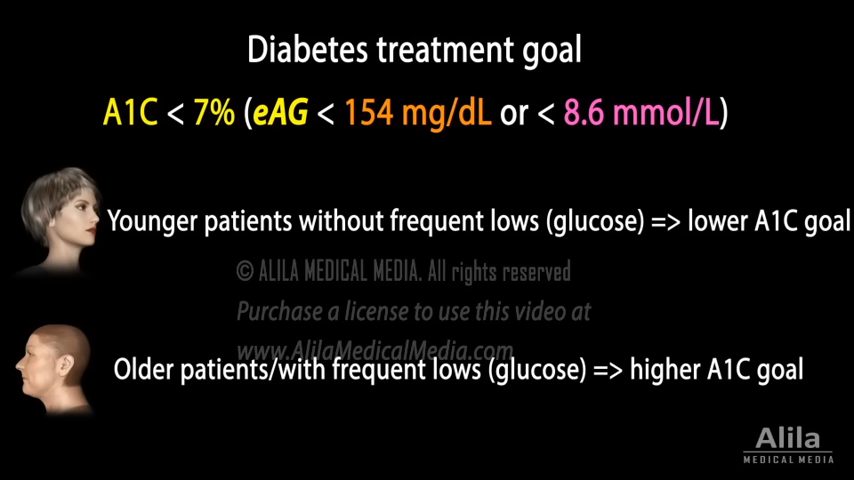 Diabetes treatment goal
A1C < 7% (eAG < 154 mg/dL or < 8.6 mmol/L)
Younger patients without frequent lows (glucose) => lower A1C goal
© ALILA MEDICAL MEDIA. All rights reserved
Purchase a license to use this video at
www.AlilaMedicalMedia.com
Older patients/with frequent lows (glucose) => higher A1C goal
Alila
MEDICAL MEDIA